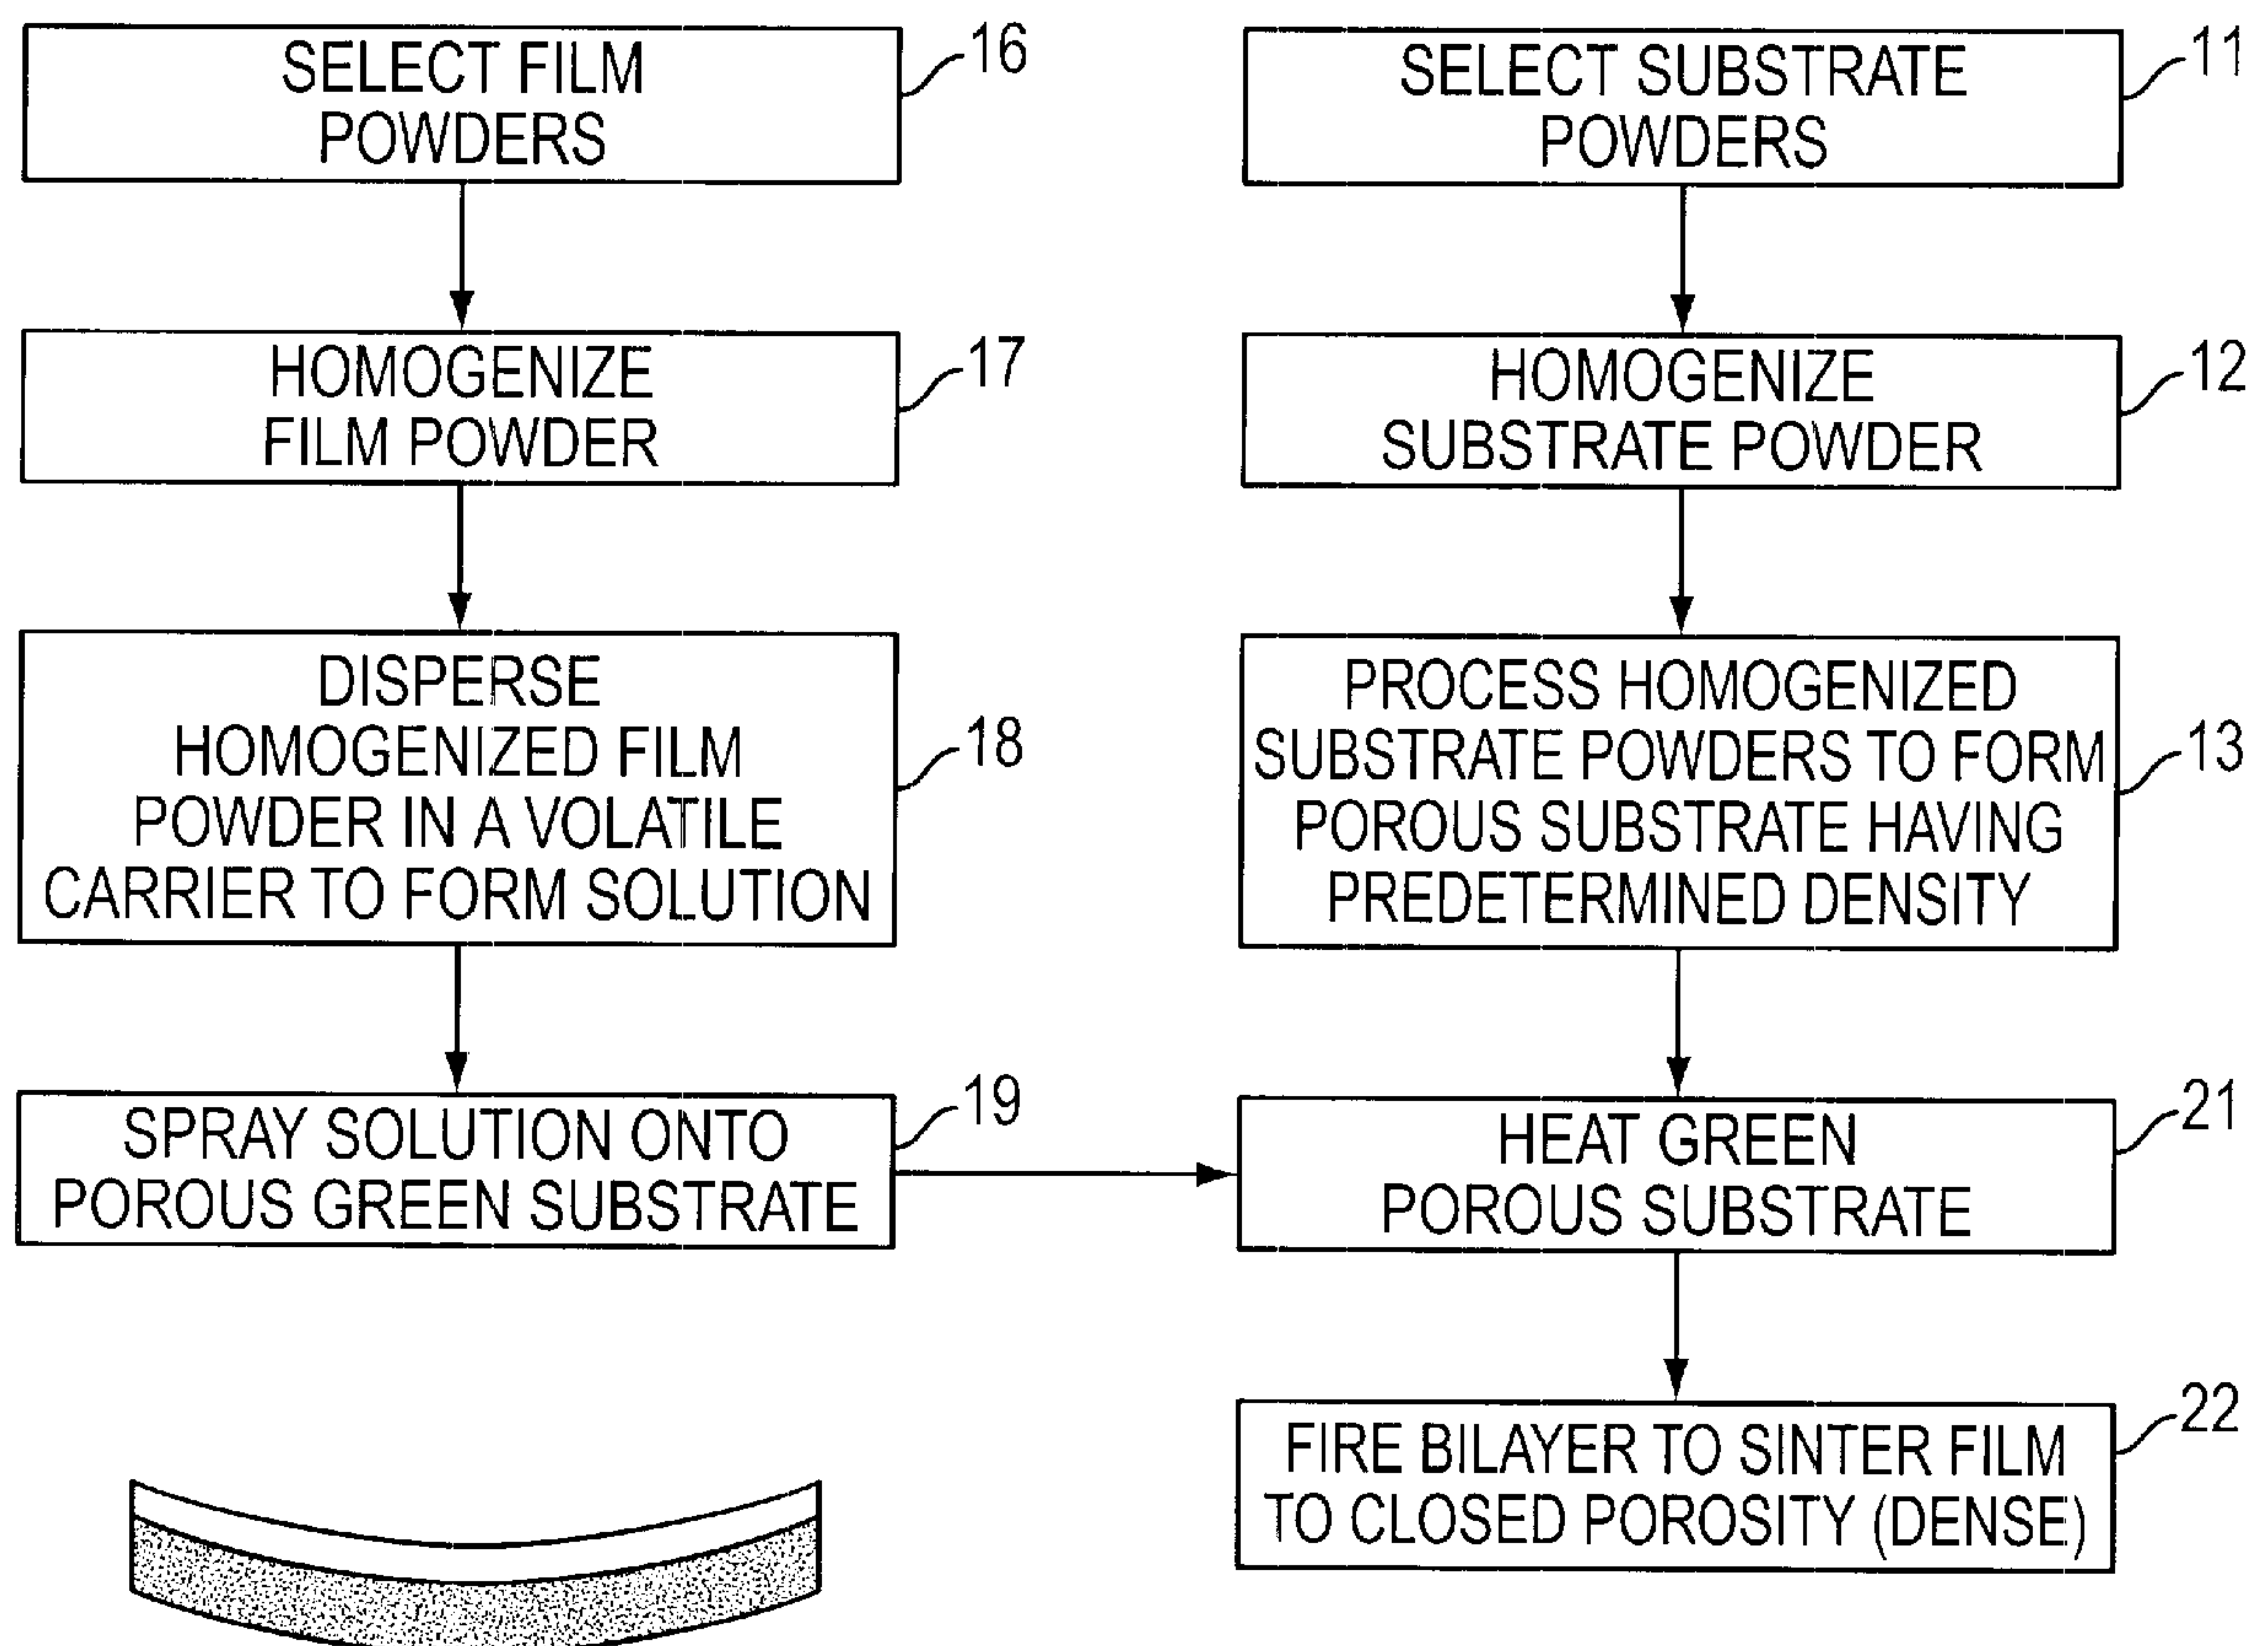 SELECT FILM
POWDERS
16
HOMOGENIZE
FILM POWDER
17
DISPERSE
HOMOGENIZED FILM
POWDER IN A VOLATILE
CARRIER TO FORM SOLUTION
18
SPRAY SOLUTION ONTO
POROUS GREEN SUBSTRATE
19
SELECT SUBSTRATE
POWDERS
11
HOMOGENIZE
SUBSTRATE POWDER
12
PROCESS HOMOGENIZED
SUBSTRATE POWDERS TO FORM
POROUS SUBSTRATE HAVING
PREDETERMINED DENSITY
13
HEAT GREEN
POROUS SUBSTRATE
21
FIRE BILAYER TO SINTER FILM
TO CLOSED POROSITY (DENSE)
22